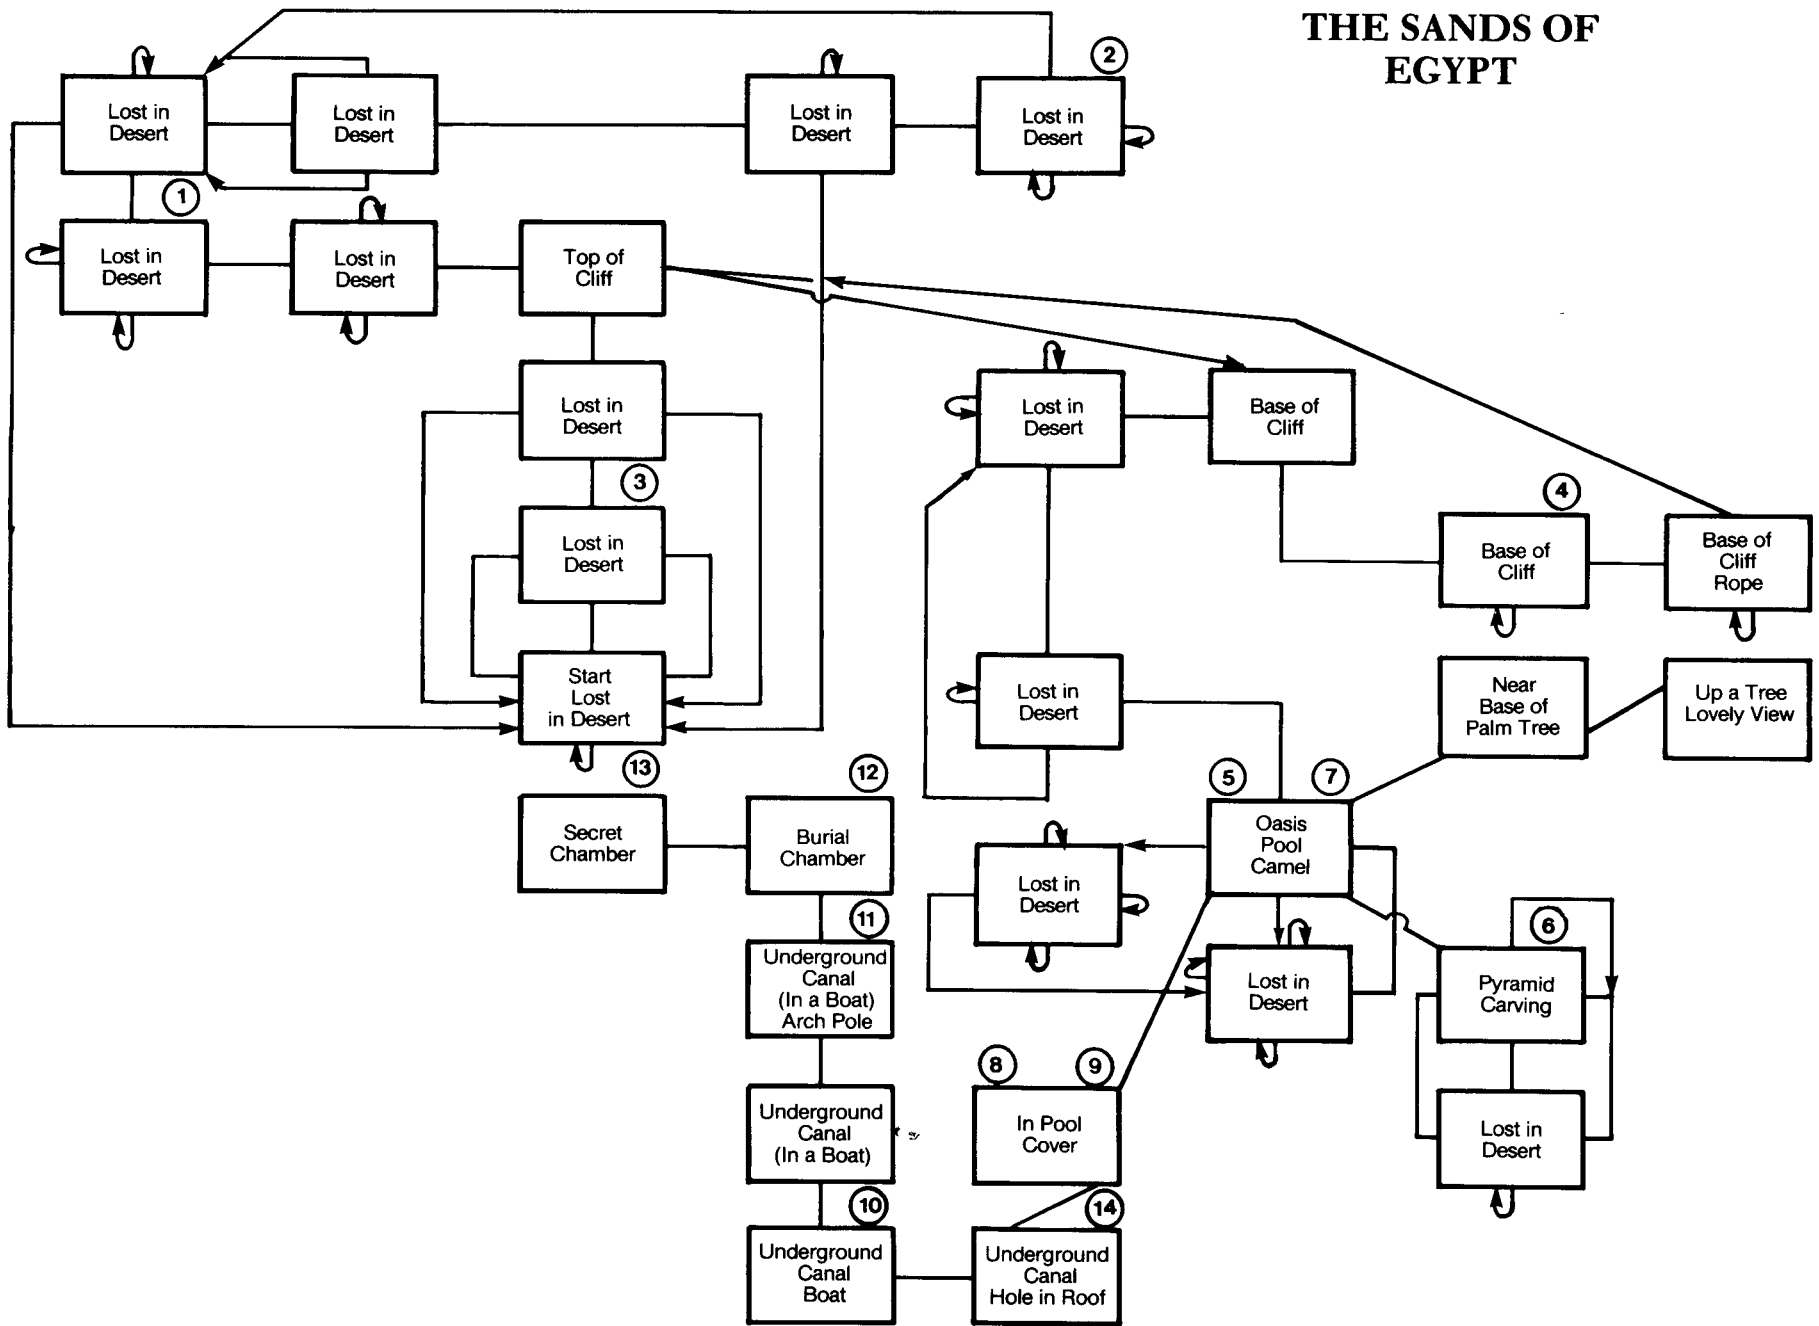 THE SANDS OF
EGYPT
2
Lost in
Desert
Lost in
Desert
Lost in
Desert
Lost in
Desert
1
Lost in
Desert
Lost in
Desert
Top of
Cliff
Lost in
Desert
Lost in
Desert
Base of
Cliff
3
4
Lost in
Desert
Base of
Cliff
Base of
Cliff
Rope
Start
Lost
in Desert
Lost in
Desert
Near
Base of
Palm Tree
Up a Tree
Lovely View
13
12
5
7
Secret
Chamber
Burial
Chamber
Oasis
Pool
Camel
Lost in
Desert
11
6
Underground
Canal
(In a Boat)
Arch Pole
Lost in
Desert
Pyramid
Carving
8
9
Underground
Canal
(In a Boat)
In Pool
Cover
Lost in
Desert
10
14
Underground
Canal
Boat
Underground
Canal
Hole in Roof